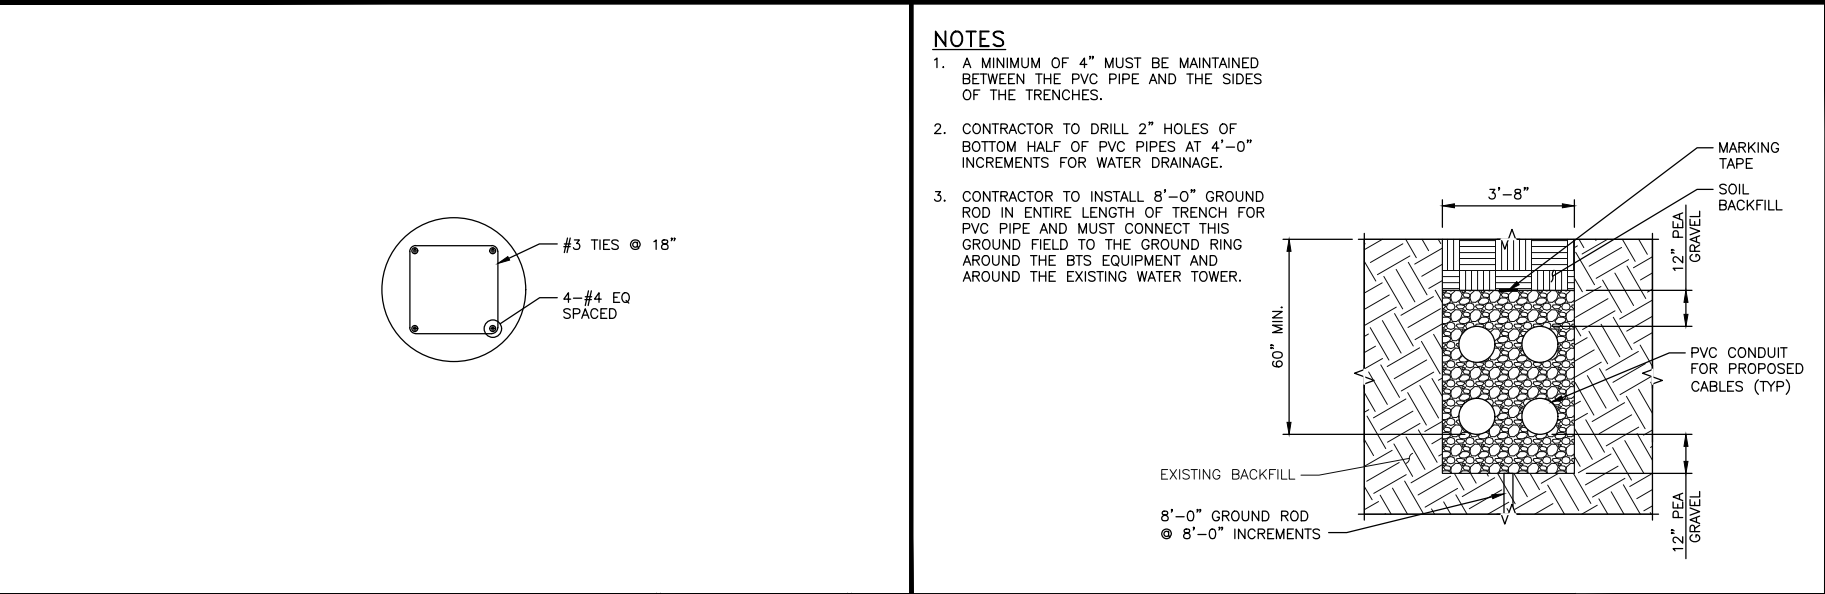 #3 TIES @ 18"
4-#4 EQ
SPACED
NOTES
1. A MINIMUM OF 4" MUST BE MAINTAINED
BETWEEN THE PVC PIPE AND THE SIDES
OF THE TRENCHES.
2. CONTRACTOR TO DRILL 2" HOLES OF
BOTTOM HALF OF PVC PIPES AT 4'-0"
INCREMENTS FOR WATER DRAINAGE.
3. CONTRACTOR TO INSTALL 8'-0" GROUND
ROD IN ENTIRE LENGTH OF TRENCH FOR
PVC PIPE AND MUST CONNECT THIS
GROUND FIELD TO THE GROUND RING
AROUND THE BTS EQUIPMENT AND
AROUND THE EXISTING WATER TOWER.
MARKING
TAPE
3'-8"
SOIL
BACKFILL
12" PEA
GRAVEL
60" MIN.
PVC CONDUIT
FOR PROPOSED
CABLES (TYP)
EXISTING BACKFILL
8'-0" GROUND ROD
@ 8'-0" INCREMENTS
12" PEA
GRAVEL